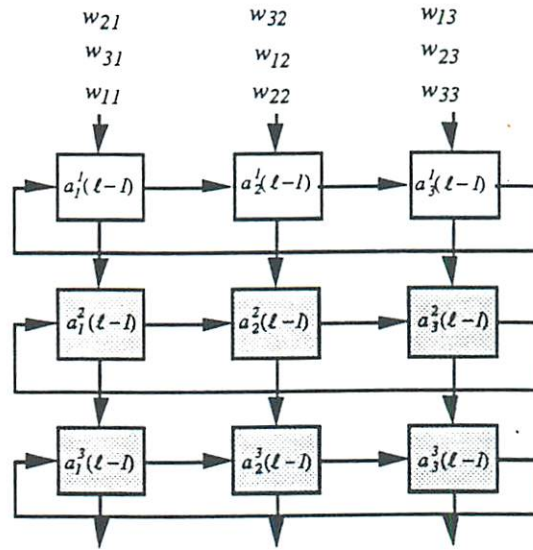 w₂₁ w₃₂ w₁₃
w₃₁ w₁₂ w₂₃
w₁₁ w₂₂ w₃₃
a₁¹(ℓ−1) a₂¹(ℓ−1) a₃¹(ℓ−1)
a₁²(ℓ−1) a₂²(ℓ−1) a₃²(ℓ−1)
a₁³(ℓ−1) a₂³(ℓ−1) a₃³(ℓ−1)